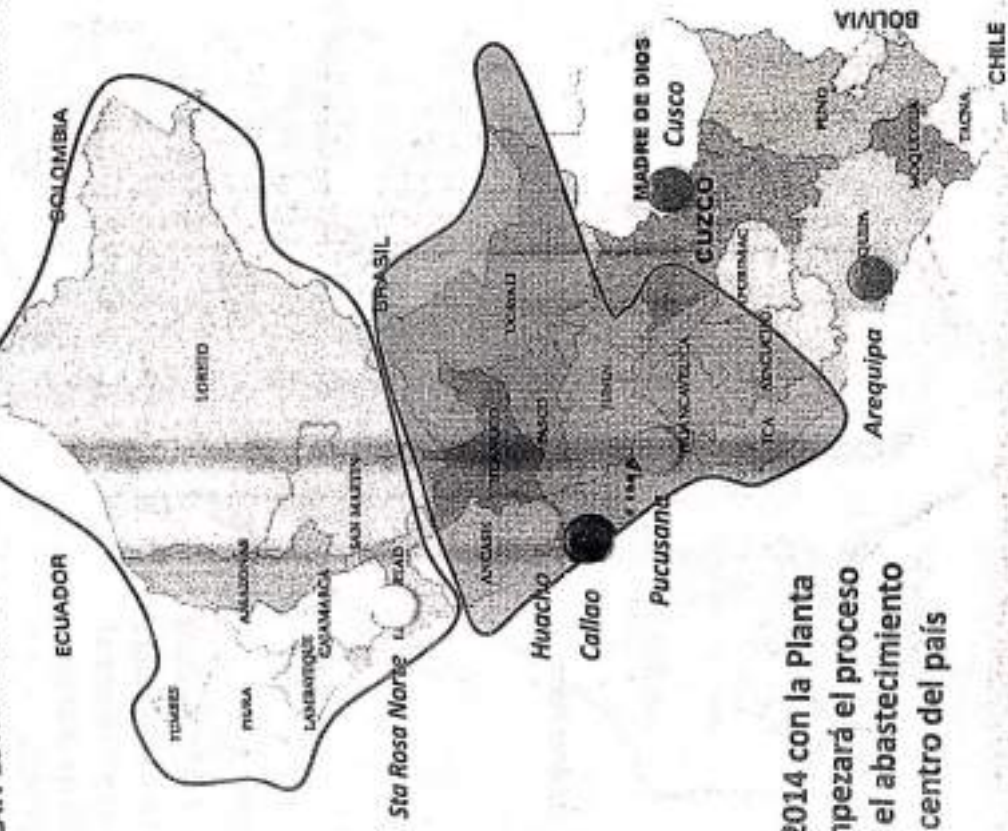 COLOMBIA
ECUADOR
TUMBES
PIURA
LORETO
AMAZONAS
LAMBAYEQUE
CAJAMARCA
SAN MARTIN
Sta Rosa Norte
BRASIL
ANCASH
PASCO
UCAYALI
Huacho
Callao
LIMA
JUNIN
Pucusana
HUANCAVELICA
ICA
AYACUCHO
MADRE DE DIOS
Cusco
CUZCO
APURIMAC
Arequipa
PUNO
MOQUEGUA
TACNA
BOLIVIA
CHILE
2014 con la Planta
pezará el proceso
el abastecimiento
centro del país